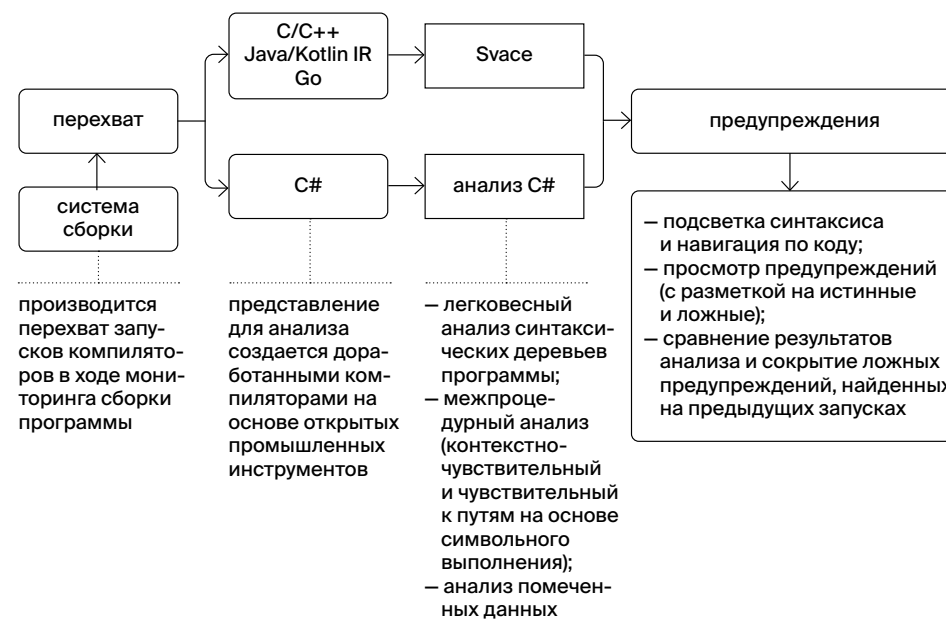 C/C++
Java/Kotlin IR
Go
Svace
перехват
предупреждения
система
сборки
C#
анализ C#
— подсветка синтаксиса
и навигация по коду;
— просмотр предупреждений
(с разметкой на истинные
и ложные);
— сравнение результатов
анализа и сокрытие ложных
предупреждений, найденных
на предыдущих запусках
производится
перехват запу-
сков компилято-
ров в ходе мони-
торинга сборки
программы
представление
для анализа
создается дора-
ботанными ком-
пиляторами на
основе открытых
промышленных
инструментов
— легковесный
анализ синтакси-
ческих деревьев
программы;
— межпроце-
дурный анализ
(контекстно-
чувствительный
и чувствительный
к путям на основе
символьного
выполнения);
— анализ помечен-
ных данных